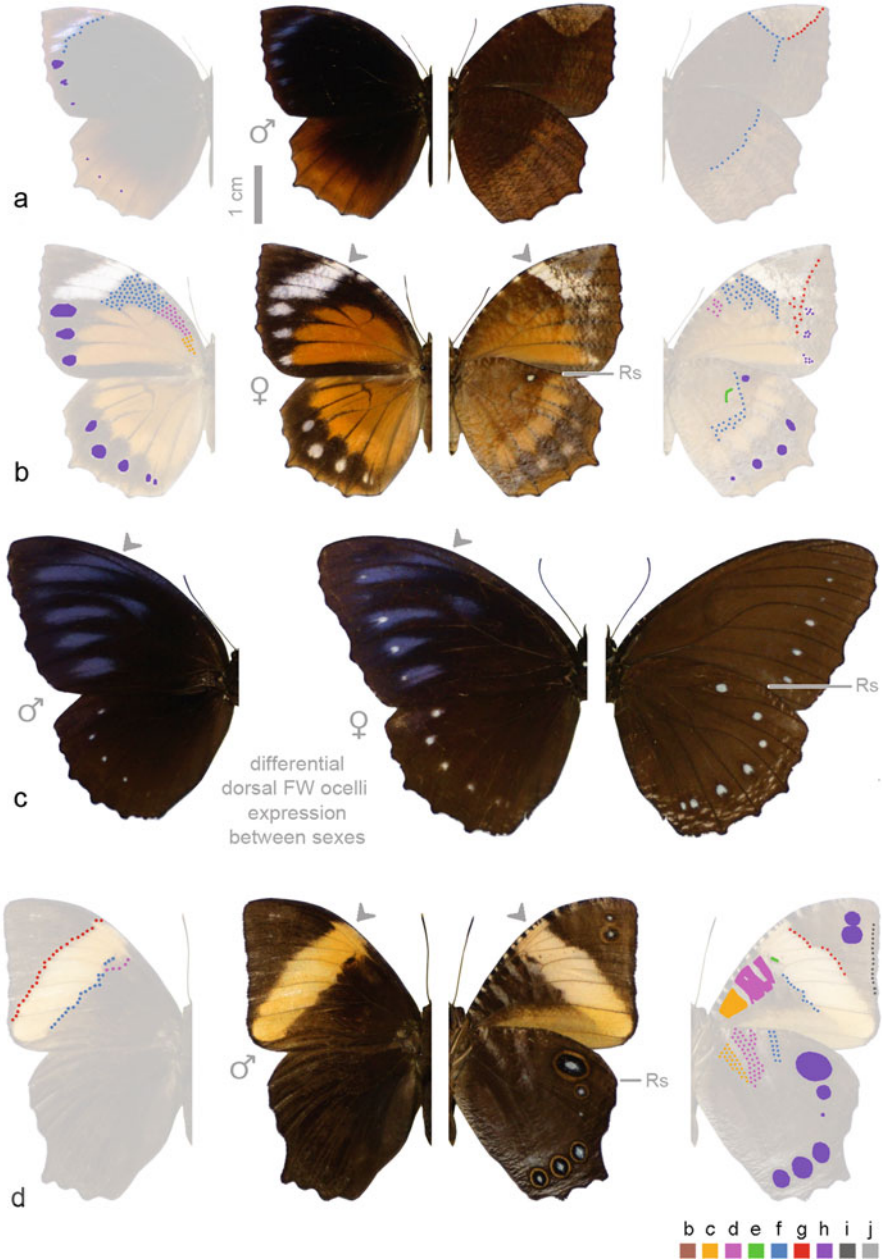 ♂
1 cm
a
♀
Rs
b
♂
♀
Rs
differential
dorsal FW ocelli
expression
between sexes
c
♂
Rs
d
b c d e f g h i j